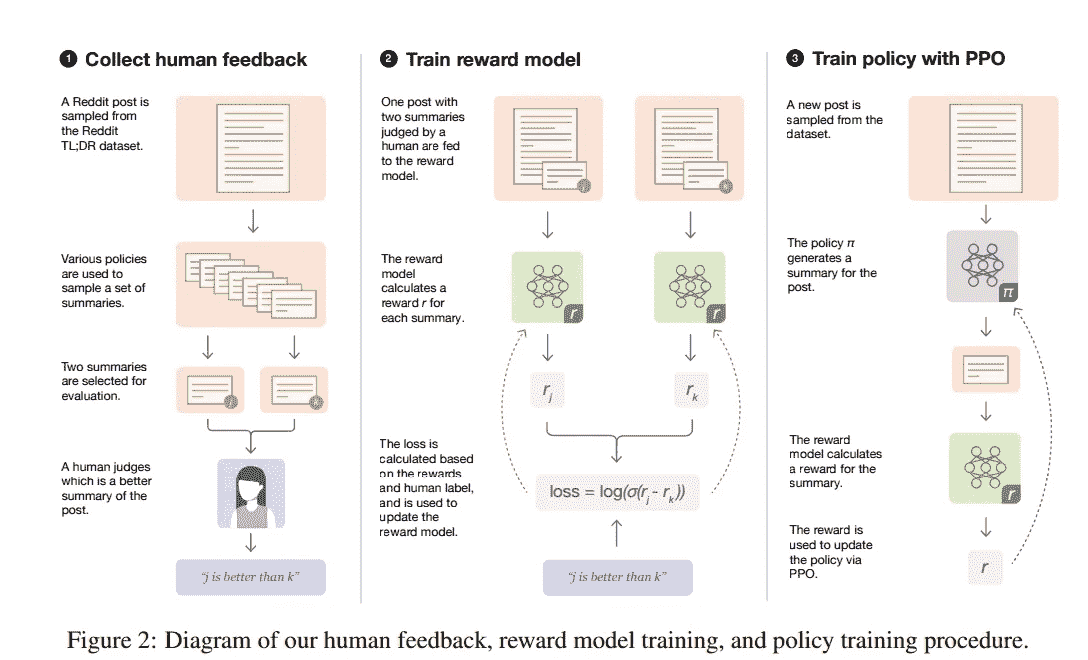 1 Collect human feedback
A Reddit post is
sampled from
the Reddit
TL;DR dataset.
Various policies
are used to
sample a set of
summaries.
Two summaries
are selected for
evaluation.
j
k
A human judges
which is a better
summary of the
post.
"j is better than k"
2 Train reward model
One post with
two summaries
judged by a
human are fed
to the reward
model.
j
k
The reward
model
calculates a
reward r for
each summary.
r
r
r_j
r_k
The loss is
calculated based
on the rewards
and human label,
and is used to
update the
reward model.
loss = log(σ(r_j - r_k))
"j is better than k"
3 Train policy with PPO
A new post is
sampled from the
dataset.
The policy π
generates a
summary for the
post.
π
The reward
model calculates
a reward for the
summary.
r
The reward is
used to update
the policy via
PPO.
r
Figure 2: Diagram of our human feedback, reward model training, and policy training procedure.